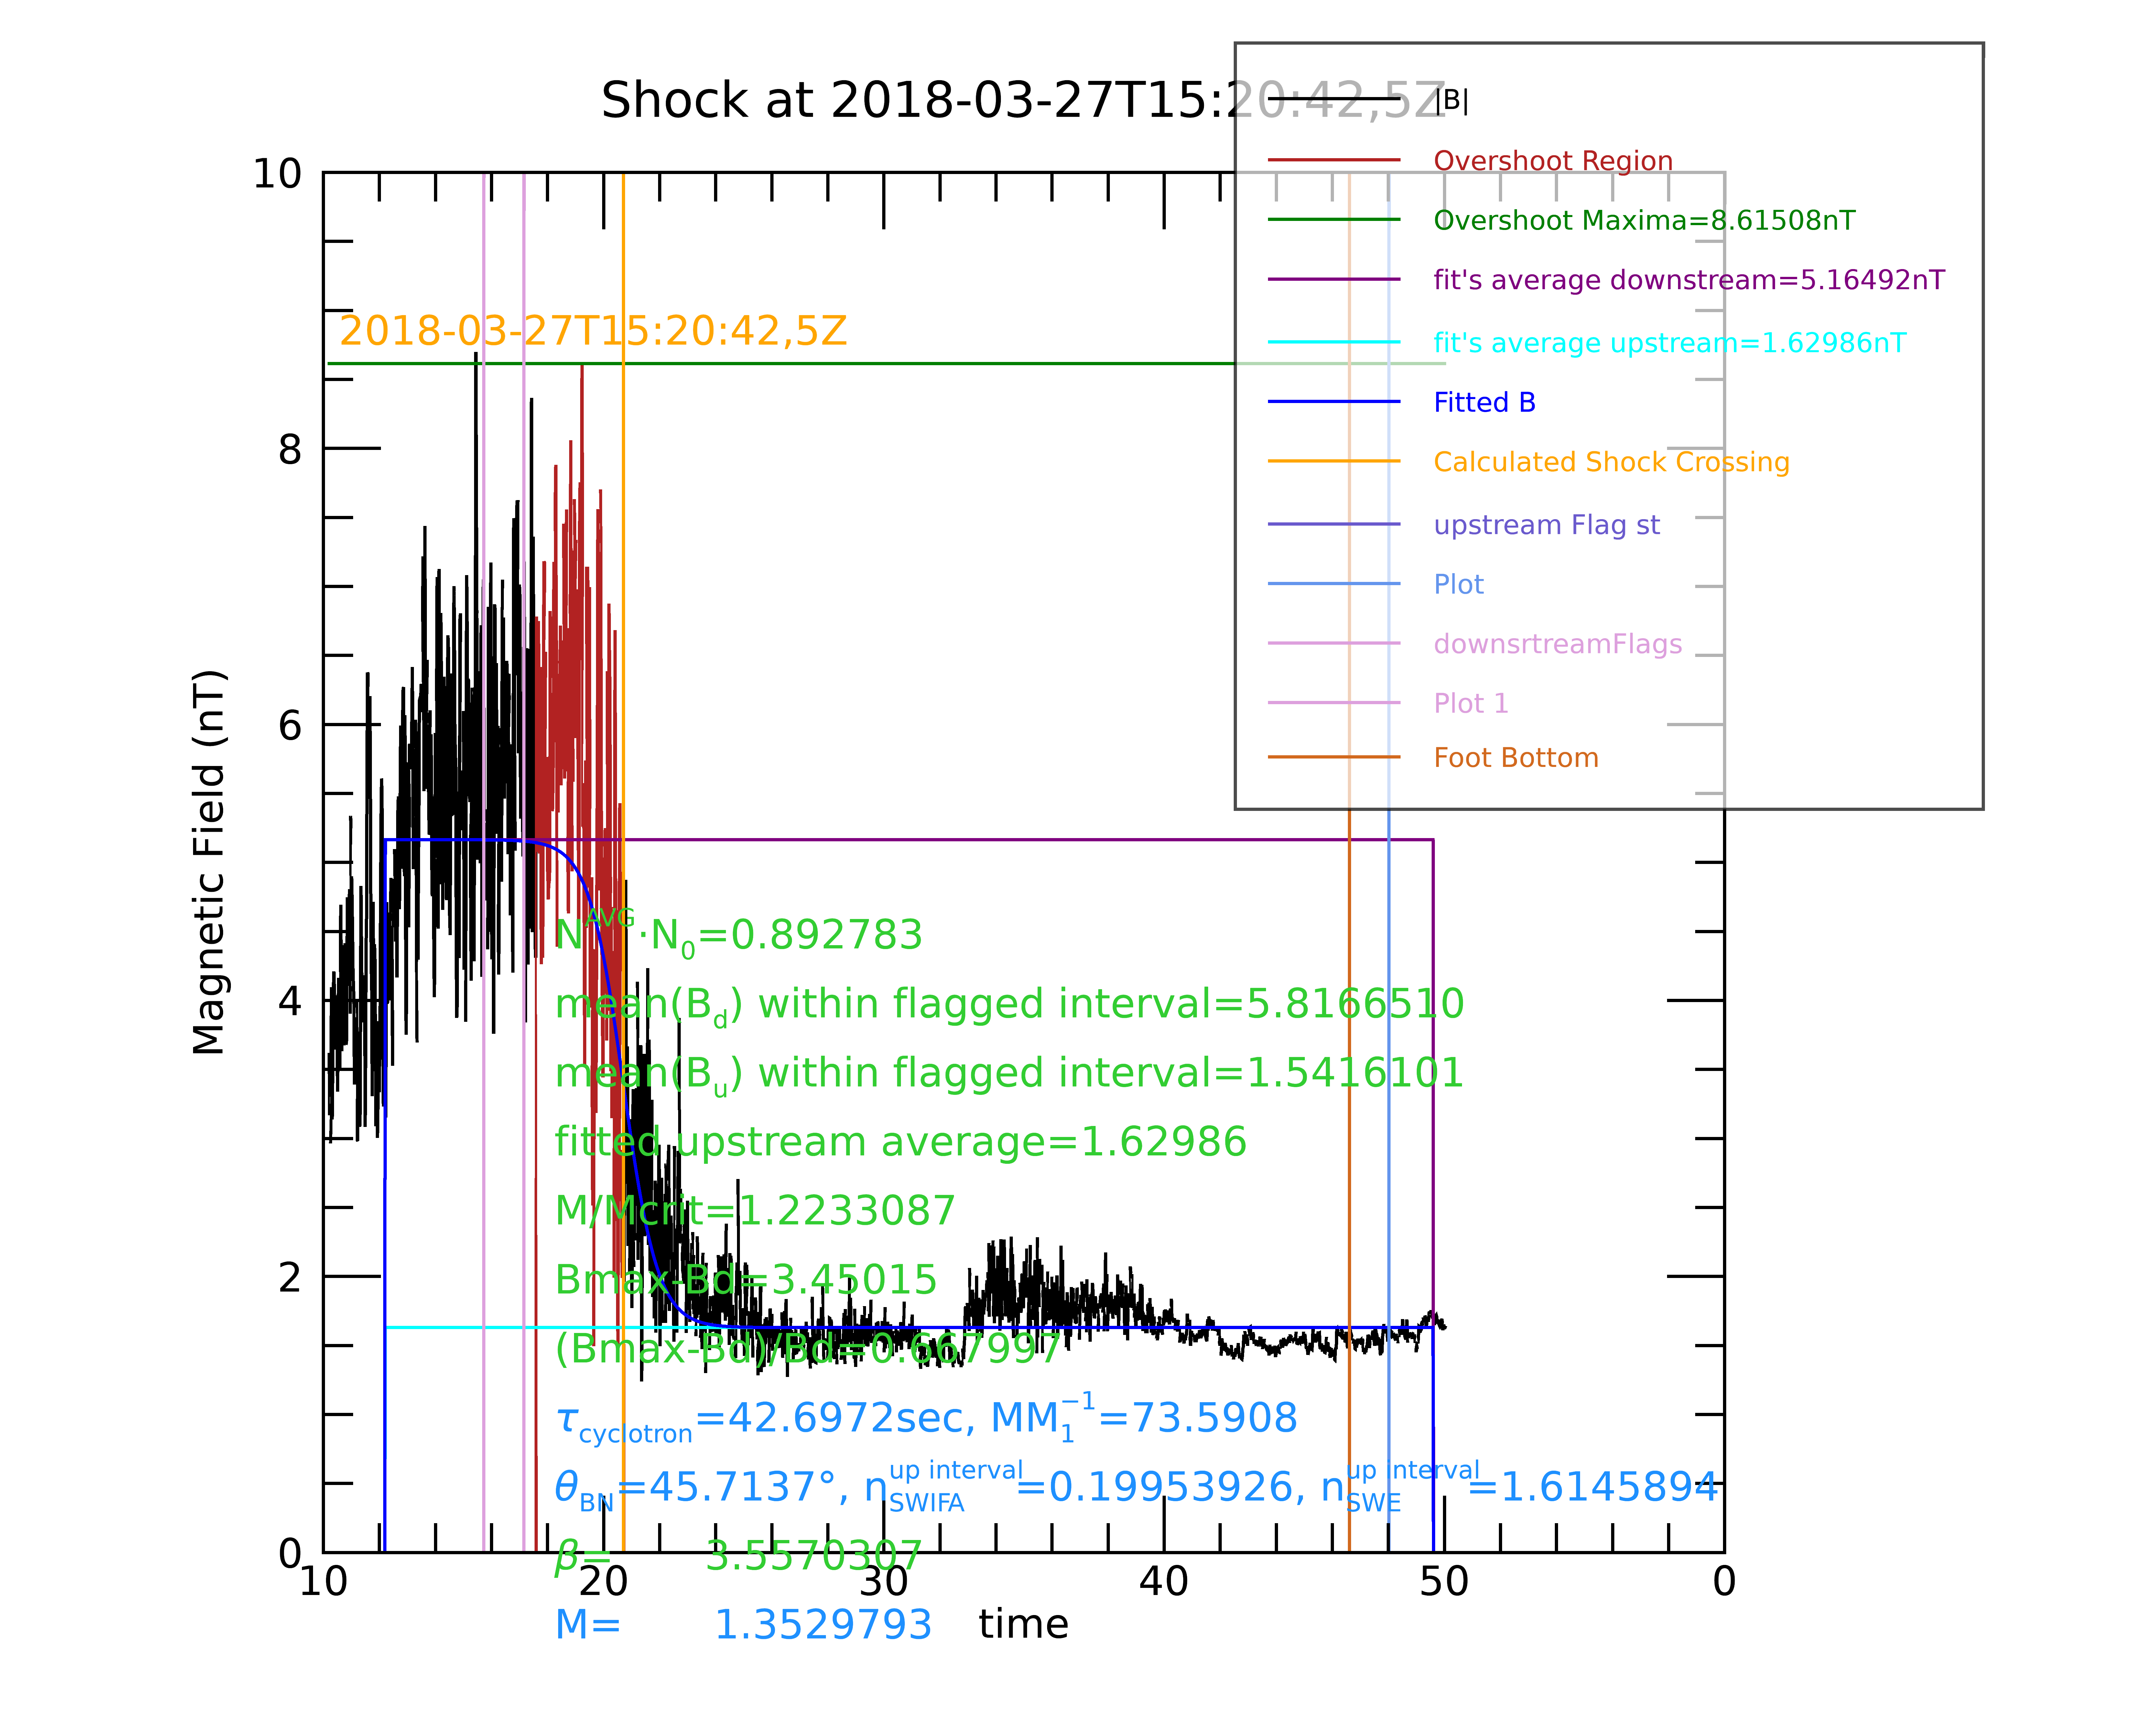 Shock at 2018-03-27T15:20:42,5Z
|B|
Overshoot Region
Overshoot Maxima=8.61508nT
fit's average downstream=5.16492nT
fit's average upstream=1.62986nT
Fitted B
Calculated Shock Crossing
upstream Flag st
Plot
downsrtreamFlags
Plot 1
Foot Bottom
2018-03-27T15:20:42,5Z
10
8
6
4
2
0
Magnetic Field (nT)
N^AVG·N_0=0.892783
mean(B_d) within flagged interval=5.8166510
mean(B_u) within flagged interval=1.5416101
fitted upstream average=1.62986
M/Mcrit=1.2233087
Bmax-Bd=3.45015
(Bmax-Bd)/Bd=0.667997
τ_cyclotron=42.6972sec, MM_1^−1=73.5908
θ_BN=45.7137°, n_SWIFA^up interval=0.19953926, n_SWE^up interval=1.6145894
β= 3.5570307
10 20 30 40 50 0
M= 1.3529793
time